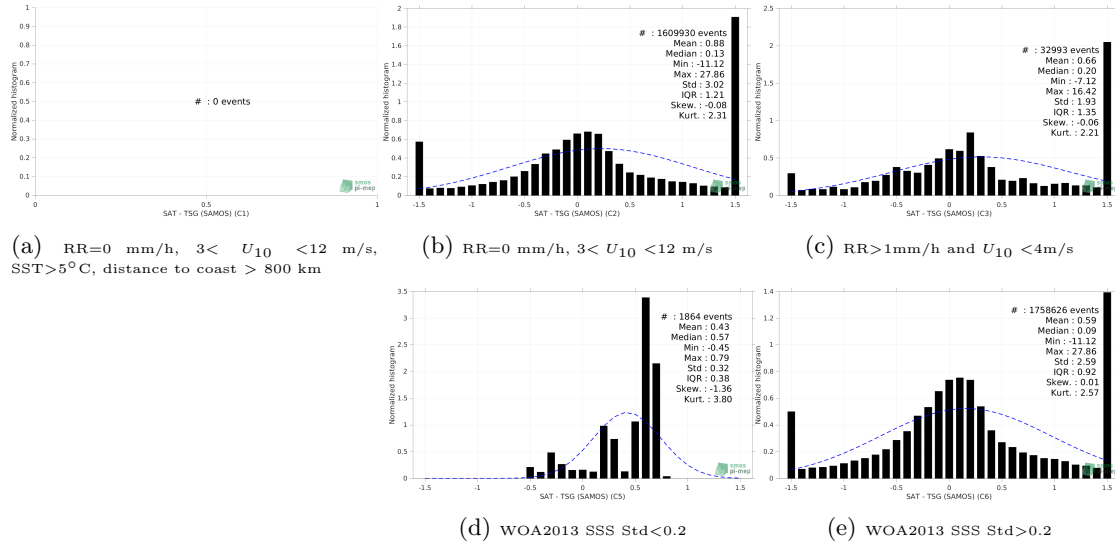 1
0.9
0.8
0.7
0.6
0.5
0.4
0.3
0.2
0.1
0
Normalized histogram
# : 0 events
smos
pi-mep
0 0.5 1
SAT - TSG (SAMOS) (C1)
(a) RR=0 mm/h, 3< U10 <12 m/s,
SST>5°C, distance to coast > 800 km
2
1.8
1.6
1.4
1.2
1
0.8
0.6
0.4
0.2
0
Normalized histogram
# : 1609930 events
Mean : 0.88
Median : 0.13
Min : -11.12
Max : 27.86
Std : 3.02
IQR : 1.21
Skew. : -0.08
Kurt. : 2.31
smos
pi-mep
-1.5 -1 -0.5 0 0.5 1 1.5
SAT - TSG (SAMOS) (C2)
(b) RR=0 mm/h, 3< U10 <12 m/s
2.5
2
1.5
1
0.5
0
Normalized histogram
# : 32993 events
Mean : 0.66
Median : 0.20
Min : -7.12
Max : 16.42
Std : 1.93
IQR : 1.35
Skew. : -0.06
Kurt. : 2.21
smos
pi-mep
-1.5 -1 -0.5 0 0.5 1 1.5
SAT - TSG (SAMOS) (C3)
(c) RR>1mm/h and U10 <4m/s
3.5
3
2.5
2
1.5
1
0.5
0
Normalized histogram
# : 1864 events
Mean : 0.43
Median : 0.57
Min : -0.45
Max : 0.79
Std : 0.32
IQR : 0.38
Skew. : -1.36
Kurt. : 3.80
smos
pi-mep
-1.5 -1 -0.5 0 0.5 1 1.5
SAT - TSG (SAMOS) (C5)
(d) WOA2013 SSS Std<0.2
1.4
1.2
1
0.8
0.6
0.4
0.2
0
Normalized histogram
# : 1758626 events
Mean : 0.59
Median : 0.09
Min : -11.12
Max : 27.86
Std : 2.59
IQR : 0.92
Skew. : 0.01
Kurt. : 2.57
smos
pi-mep
-1.5 -1 -0.5 0 0.5 1 1.5
SAT - TSG (SAMOS) (C6)
(e) WOA2013 SSS Std>0.2